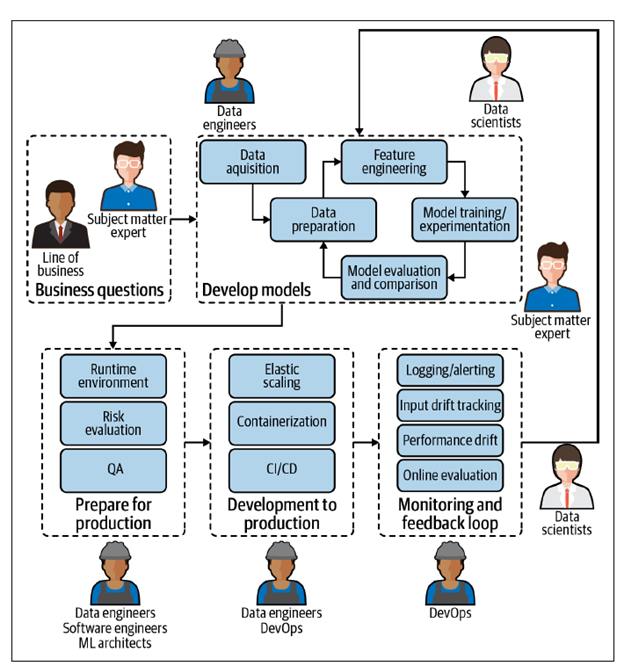 Data
engineers
Data
scientists
Subject matter
expert
Line of
business
Business questions
Data
aquisition
Feature
engineering
Data
preparation
Model training/
experimentation
Model evaluation
and comparison
Develop models
Subject matter
expert
Runtime
environment
Risk
evaluation
QA
Prepare for
production
Elastic
scaling
Containerization
CI/CD
Development to
production
Logging/alerting
Input drift tracking
Performance drift
Online evaluation
Monitoring and
feedback loop
Data
scientists
Data engineers
Software engineers
ML architects
Data engineers
DevOps
DevOps